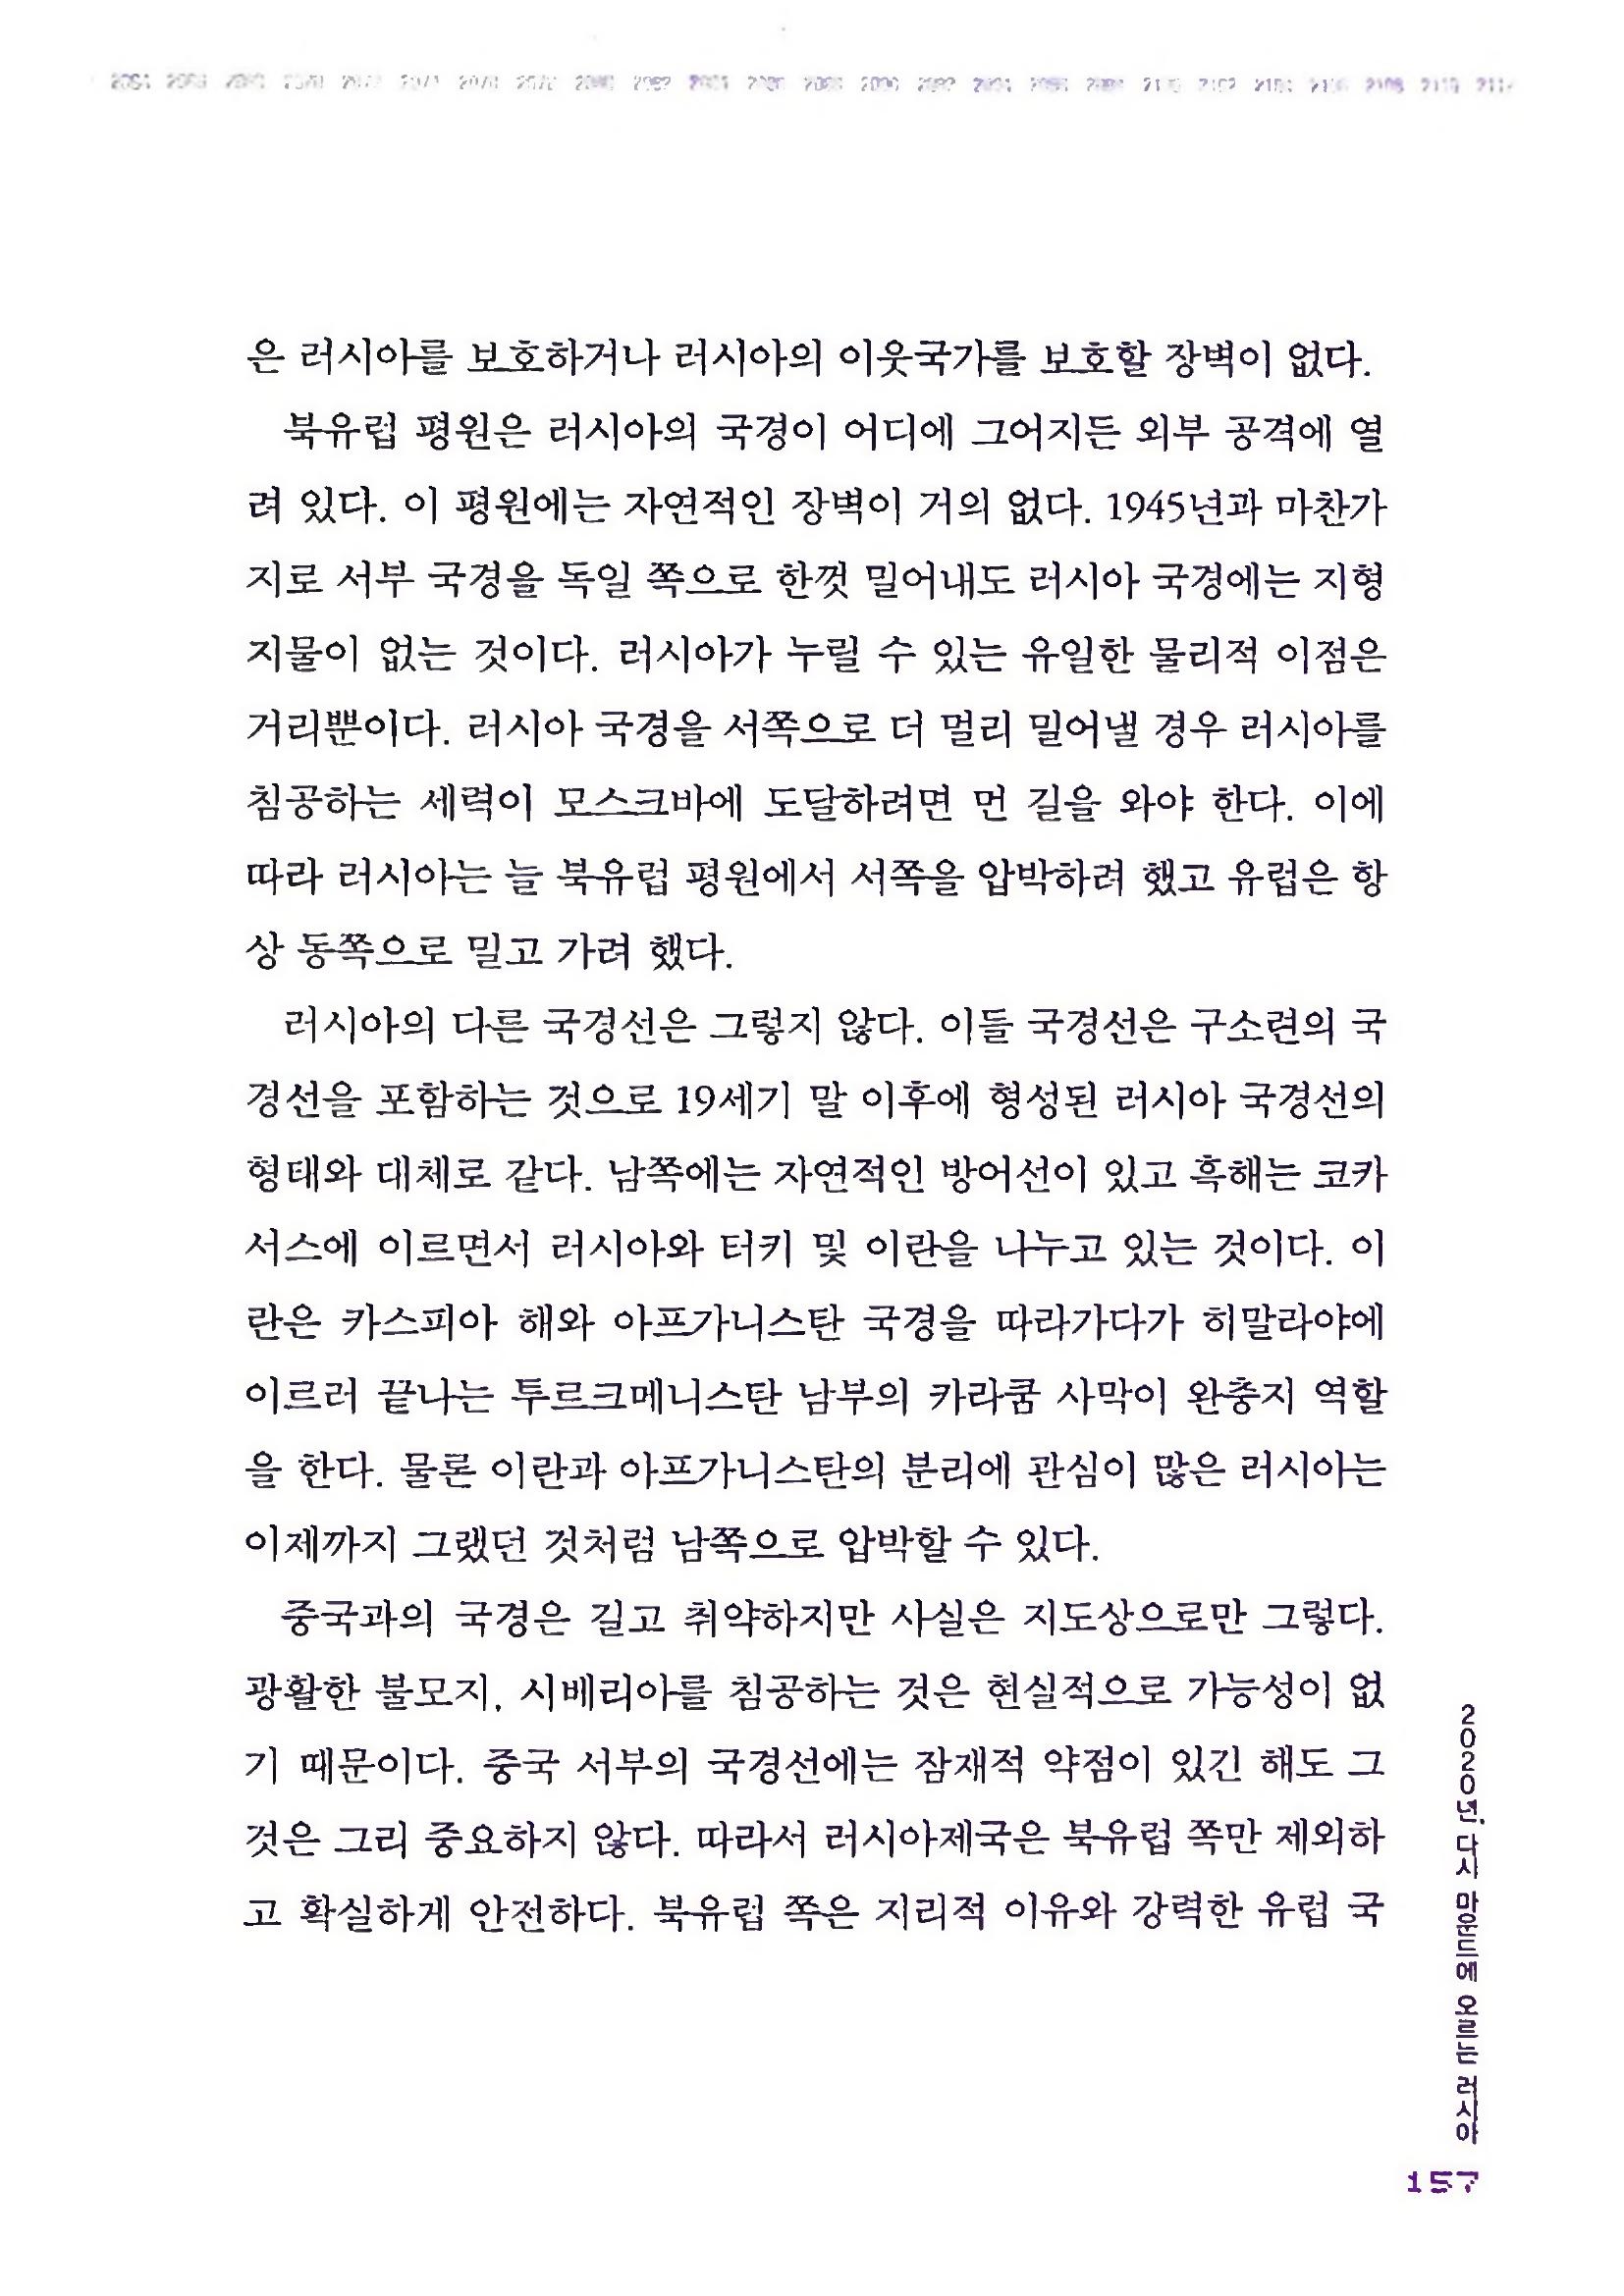 은 러시아를 보호하거나 러시아의 이웃국가를 보호할 장벽이 없다.
북유럽 평원은 러시아의 국경이 어디에 그어지든 외부 공격에 열
려 있다. 이 평원에는 자연적인 장벽이 거의 없다. 1945년과 마찬가
지로 서부 국경을 독일 쪽으로 한껏 밀어내도 러시아 국경에는 지형
지물이 없는 것이다. 러시아가 누릴 수 있는 유일한 물리적 이점은
거리뿐이다. 러시아 국경을 서쪽으로 더 멀리 밀어낼 경우 러시아를
침공하는 세력이 모스크바에 도달하려면 먼 길을 와야 한다. 이에
따라 러시아는 늘 북유럽 평원에서 서쪽을 압박하려 했고 유럽은 항
상 동쪽으로 밀고 가려 했다.
러시아의 다른 국경선은 그렇지 않다. 이들 국경선은 구소련의 국
경선을 포함하는 것으로 19세기 말 이후에 형성된 러시아 국경선의
형태와 대체로 같다. 남쪽에는 자연적인 방어선이 있고 흑해는 코카
서스에 이르면서 러시아와 터키 및 이란을 나누고 있는 것이다. 이
란은 카스피아 해와 아프가니스탄 국경을 따라가다가 히말라야에
이르러 끝나는 투르크메니스탄 남부의 카라쿰 사막이 완충지 역할
을 한다. 물론 이란과 아프가니스탄의 분리에 관심이 많은 러시아는
이제까지 그랬던 것처럼 남쪽으로 압박할 수 있다.
중국과의 국경은 길고 취약하지만 사실은 지도상으로만 그렇다.
광활한 불모지, 시베리아를 침공하는 것은 현실적으로 가능성이 없
기 때문이다. 중국 서부의 국경선에는 잠재적 약점이 있긴 해도 그
것은 그리 중요하지 않다. 따라서 러시아제국은 북유럽 쪽만 제외하
고 확실하게 안전하다. 북유럽 쪽은 지리적 이유와 강력한 유럽 국
2020년, 다시 마운드에 오르는 러시아
157